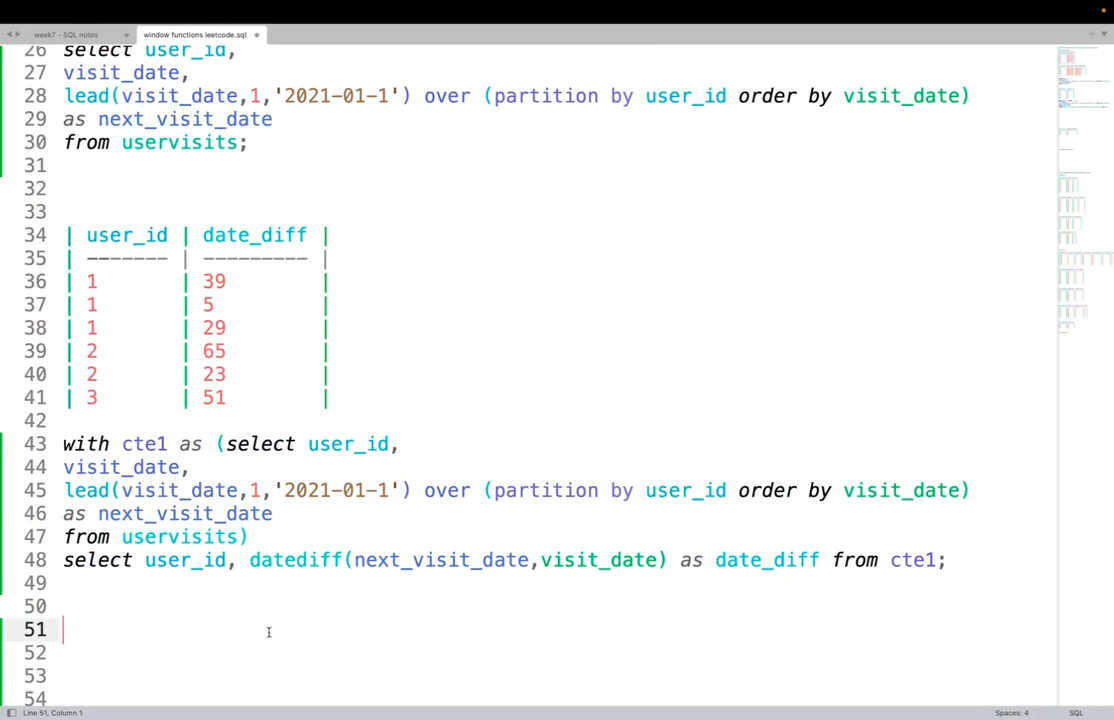 week7 - SQL notes
window functions leetcode.sql
26 select user_id,
27 visit_date,
28 lead(visit_date,1,'2021-01-1') over (partition by user_id order by visit_date)
29 as next_visit_date
30 from uservisits;
31
32
33
34 | user_id | date_diff |
35 | ------- | --------- |
36 | 1 | 39 |
37 | 1 | 5 |
38 | 1 | 29 |
39 | 2 | 65 |
40 | 2 | 23 |
41 | 3 | 51 |
42
43 with cte1 as (select user_id,
44 visit_date,
45 lead(visit_date,1,'2021-01-1') over (partition by user_id order by visit_date)
46 as next_visit_date
47 from uservisits)
48 select user_id, datediff(next_visit_date,visit_date) as date_diff from cte1;
49
50
51
52
53
54
Line 51, Column 1
Spaces: 4
SQL